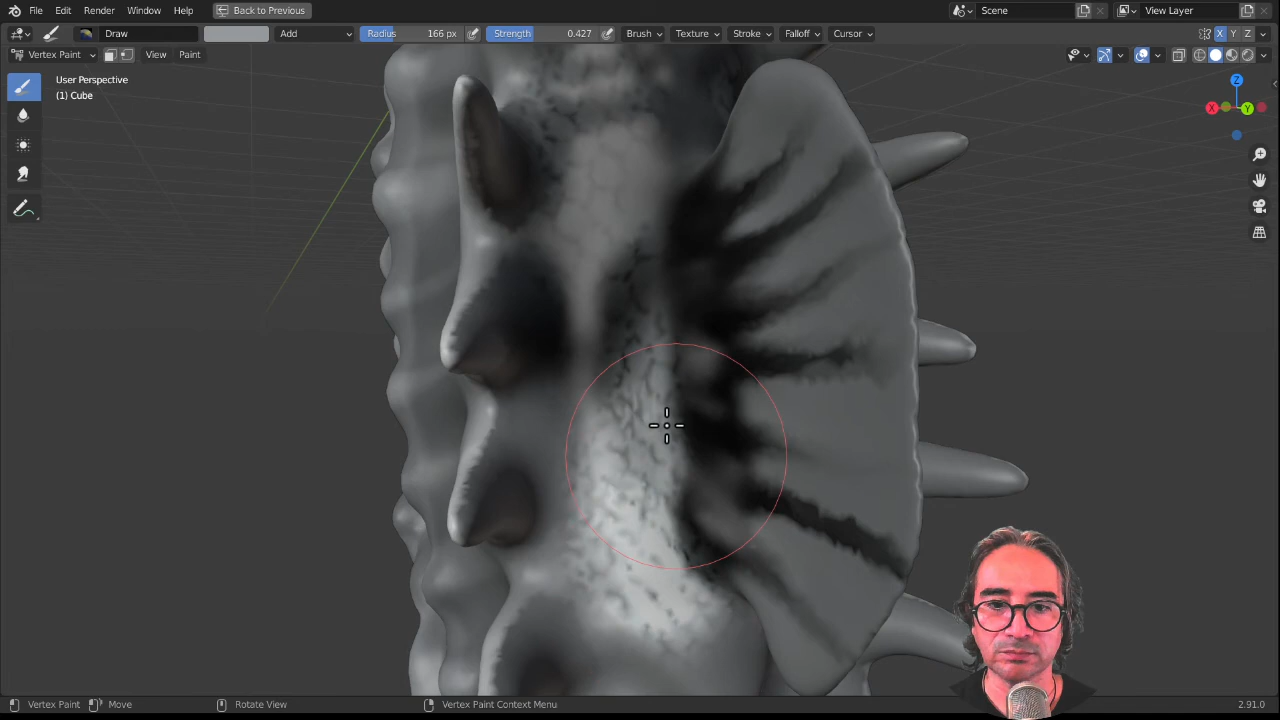 File Edit Render Window Help Back to Previous Scene View Layer
Draw Add Radius 166 px Strength 0.427 Brush Texture Stroke Falloff Cursor X Y Z
Vertex Paint View Paint
User Perspective
(1) Cube
Z
X Y
Vertex Paint Move Rotate View Vertex Paint Context Menu 2.91.0